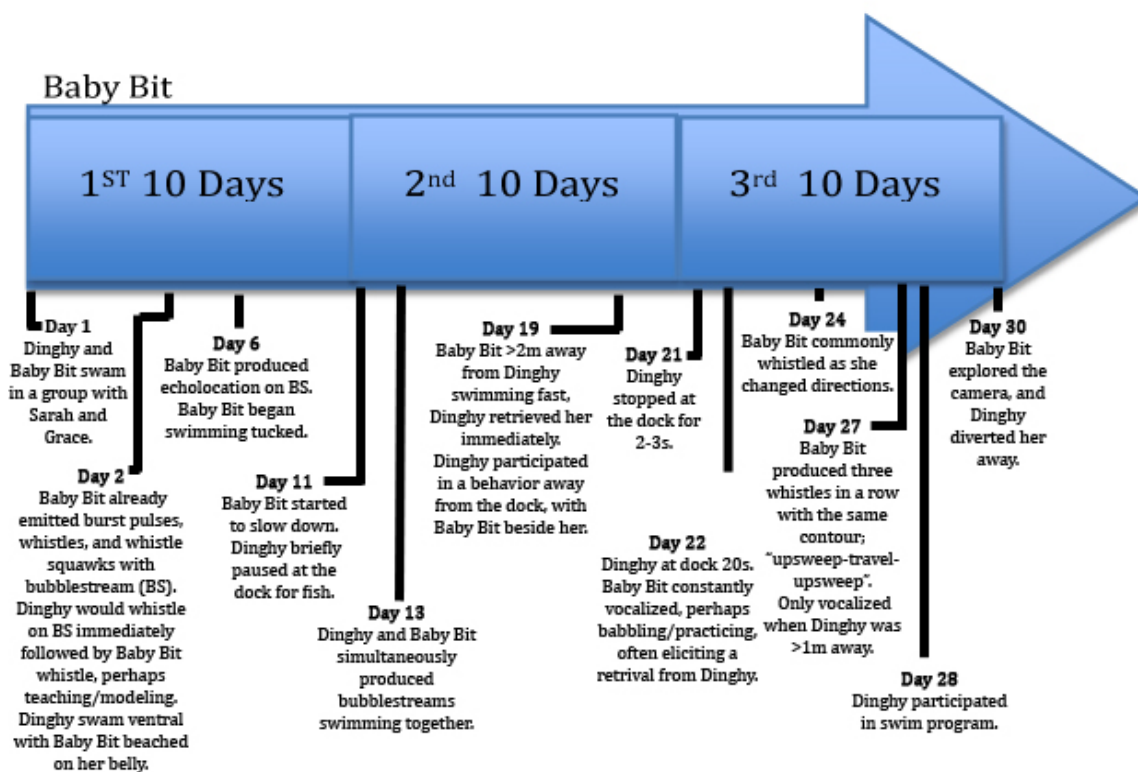 Baby Bit
1ST 10 Days
2nd 10 Days
3rd 10 Days
Day 1
Dinghy and
Baby Bit swam
in a group with
Sarah and
Grace.
Day 2
Baby Bit already
emitted burst pulses,
whistles, and whistle
squawks with
bubblestream (BS).
Dinghy would whistle
on BS immediately
followed by Baby Bit
whistle, perhaps
teaching/modeling.
Dinghy swam ventral
with Baby Bit beached
on her belly.
Day 6
Baby Bit produced
echolocation on BS.
Baby Bit began
swimming tucked.
Day 11
Baby Bit started
to slow down.
Dinghy briefly
paused at the
dock for fish.
Day 13
Dinghy and Baby Bit
simultaneously
produced
bubblestreams
swimming together.
Day 19
Baby Bit >2m away
from Dinghy
swimming fast,
Dinghy retrieved her
immediately.
Dinghy participated
in a behavior away
from the dock, with
Baby Bit beside her.
Day 21
Dinghy
stopped at
the dock for
2-3s.
Day 22
Dinghy at dock 20s.
Baby Bit constantly
vocalized, perhaps
babbling/practicing,
often eliciting a
retrival from Dinghy.
Day 24
Baby Bit commonly
whistled as she
changed directions.
Day 27
Baby Bit
produced three
whistles in a row
with the same
contour;
"upsweep-travel-
upsweep".
Only vocalized
when Dinghy was
>1m away.
Day 28
Dinghy participated
in swim program.
Day 30
Baby Bit
explored the
camera, and
Dinghy
diverted her
away.